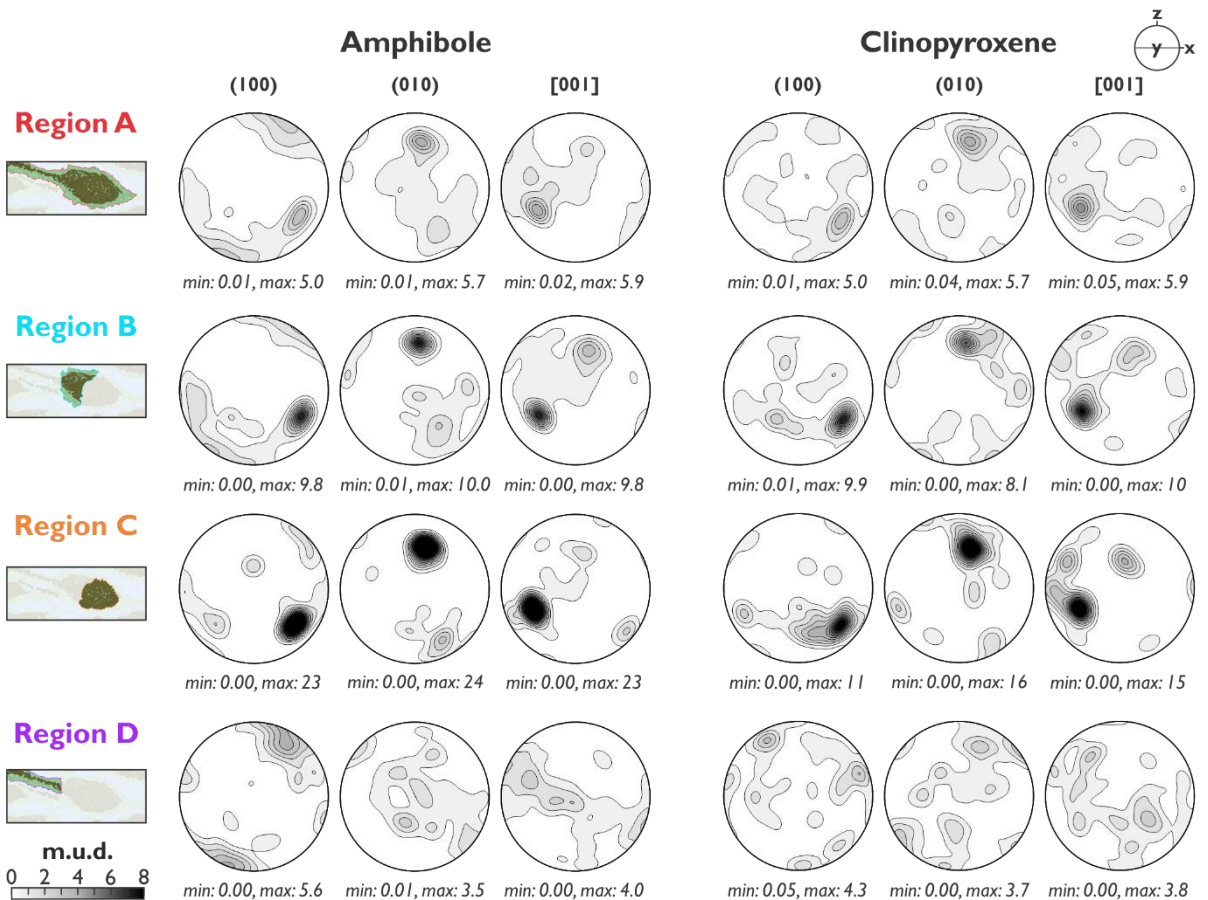 Amphibole Clinopyroxene
z
y x
(100) (010) [001] (100) (010) [001]
Region A
min: 0.01, max: 5.0 min: 0.01, max: 5.7 min: 0.02, max: 5.9 min: 0.01, max: 5.0 min: 0.04, max: 5.7 min: 0.05, max: 5.9
Region B
min: 0.00, max: 9.8 min: 0.01, max: 10.0 min: 0.00, max: 9.8 min: 0.01, max: 9.9 min: 0.00, max: 8.1 min: 0.00, max: 10
Region C
min: 0.00, max: 23 min: 0.00, max: 24 min: 0.00, max: 23 min: 0.00, max: 11 min: 0.00, max: 16 min: 0.00, max: 15
Region D
m.u.d.
0 2 4 6 8
min: 0.00, max: 5.6 min: 0.01, max: 3.5 min: 0.00, max: 4.0 min: 0.05, max: 4.3 min: 0.00, max: 3.7 min: 0.00, max: 3.8